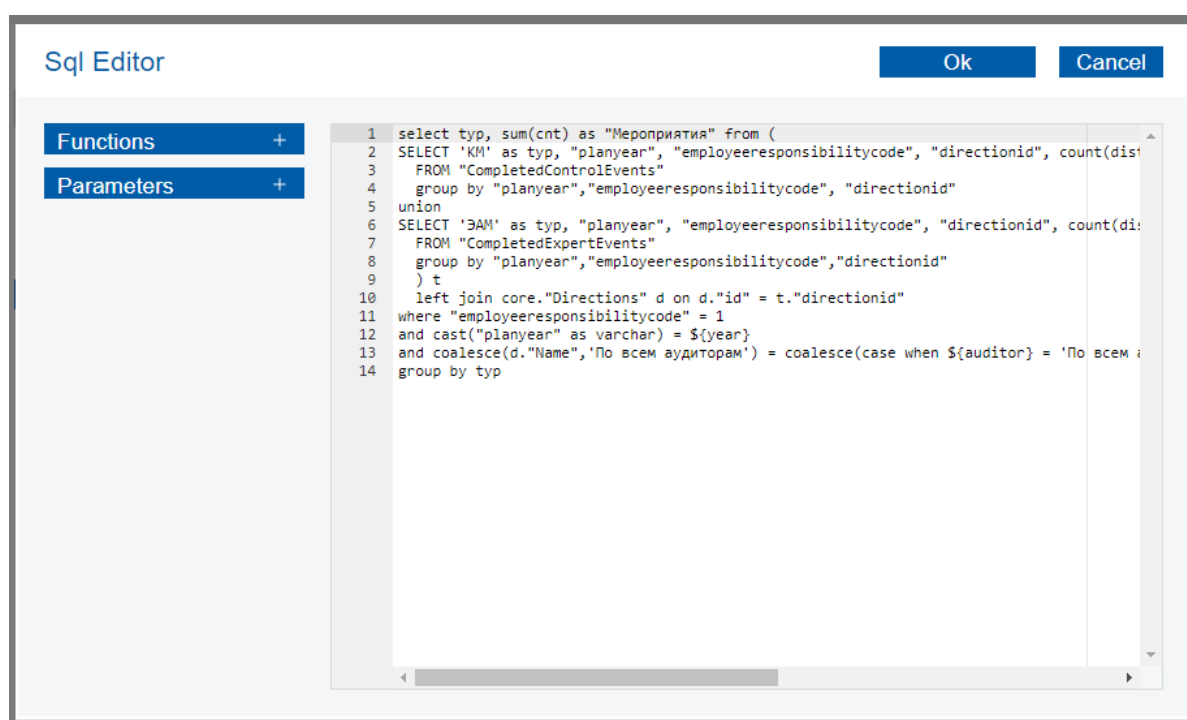 Sql Editor
Ok
Cancel
Functions +
Parameters +
1 select typ, sum(cnt) as "Мероприятия" from (
2 SELECT 'КМ' as typ, "planyear", "employeeresponsibilitycode", "directionid", count(dist
3 FROM "CompletedControlEvents"
4 group by "planyear","employeeresponsibilitycode", "directionid"
5 union
6 SELECT 'ЭАМ' as typ, "planyear", "employeeresponsibilitycode", "directionid", count(di
7 FROM "CompletedExpertEvents"
8 group by "planyear","employeeresponsibilitycode","directionid"
9 ) t
10 left join core."Directions" d on d."id" = t."directionid"
11 where "employeeresponsibilitycode" = 1
12 and cast("planyear" as varchar) = ${year}
13 and coalesce(d."Name",'По всем аудиторам') = coalesce(case when ${auditor} = 'По всем
14 group by typ